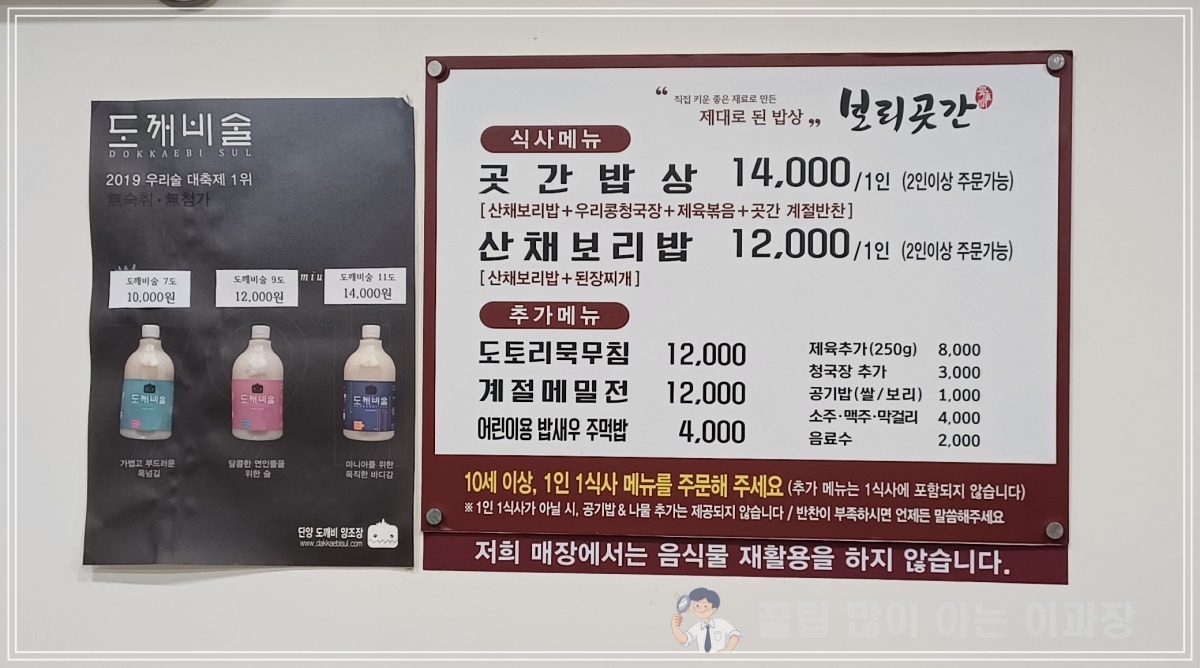 도깨비술
DOKKAEBI SUL
2019 우리술 대축제 1위
無숙취·無첨가
도깨비술 7도
10,000원
도깨비술 9도
12,000원
도깨비술 11도
14,000원
도깨비술
도깨비술
도깨비술
가볍고 부드러운
목넘김
달콤한 연인들을
위한 술
마니아를 위한
묵직한 바디감
단양 도깨비 양조장
www.dakkaebisul.com
“ 직접 키운 좋은 재료로 만든
제대로 된 밥상 „
보리곳간
식사메뉴
곳간밥상 14,000/1인 (2인이상 주문가능)
[산채보리밥+우리콩청국장+제육볶음+곳간 계절반찬]
산채보리밥 12,000/1인 (2인이상 주문가능)
[산채보리밥+된장찌개]
추가메뉴
도토리묵무침 12,000
계절메밀전 12,000
어린이용 밥새우 주먹밥 4,000
제육추가(250g) 8,000
청국장 추가 3,000
공기밥(쌀/보리) 1,000
소주·맥주·막걸리 4,000
음료수 2,000
10세 이상, 1인 1식사 메뉴를 주문해 주세요 (추가 메뉴는 1식사에 포함되지 않습니다)
※ 1인 1식사가 아닐 시, 공기밥 & 나물 추가는 제공되지 않습니다 / 반찬이 부족하시면 언제든 말씀해주세요
저희 매장에서는 음식물 재활용을 하지 않습니다.
꿀팁 많이 아는 이과장